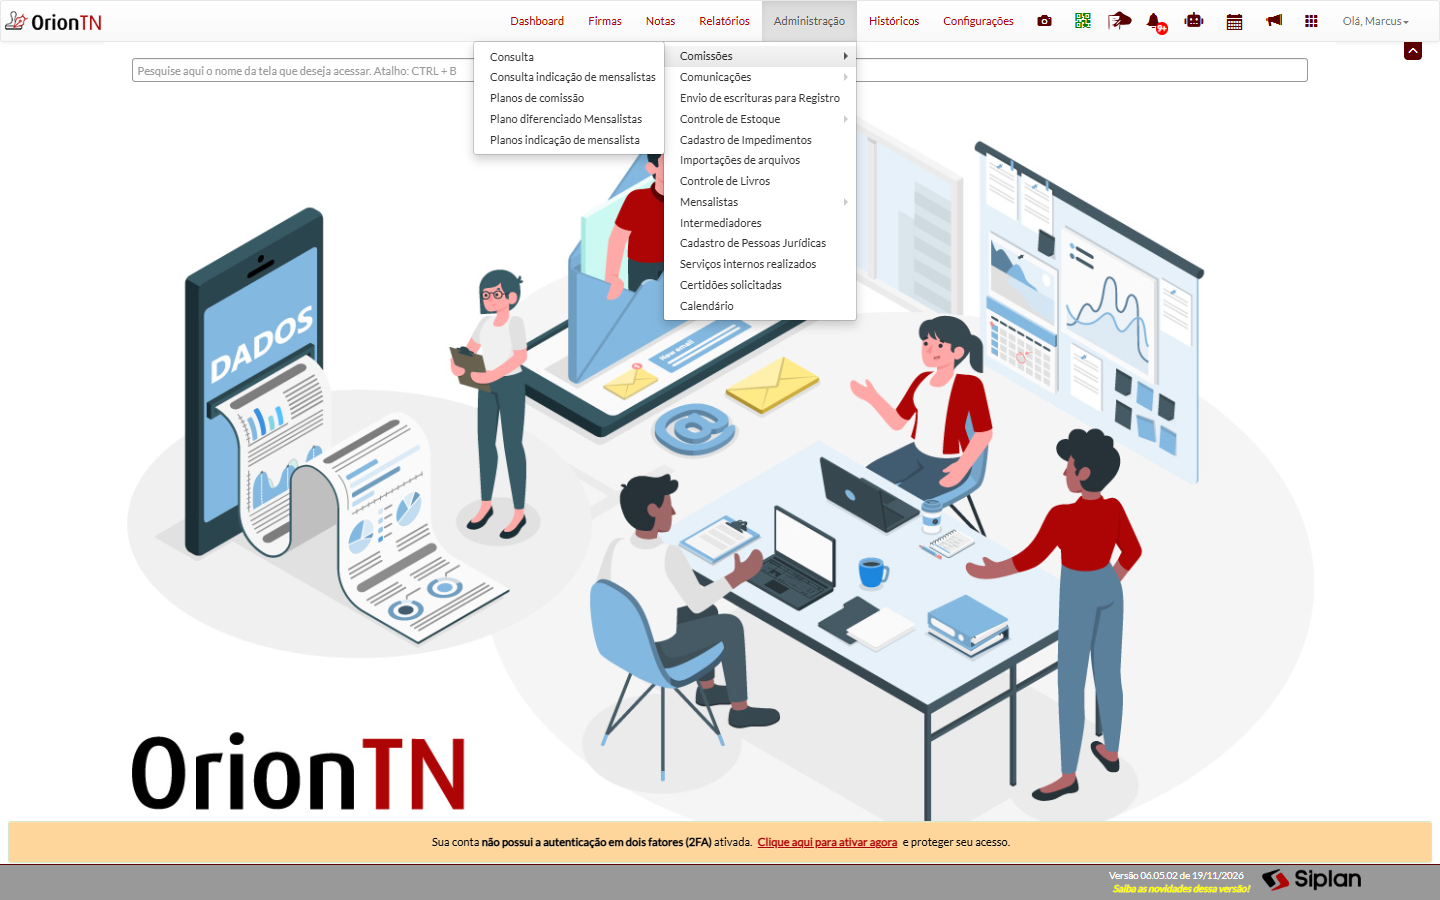 OrionTN
Dashboard
Firmas
Notas
Relatórios
Administração
Históricos
Configurações
9+
Olá, Marcus
Pesquise aqui o nome da tela que deseja acessar. Atalho: CTRL + B
Consulta
Consulta indicação de mensalistas
Planos de comissão
Plano diferenciado Mensalistas
Planos indicação de mensalista
Comissões
Comunicações
Envio de escrituras para Registro
Controle de Estoque
Cadastro de Impedimentos
Importações de arquivos
Controle de Livros
Mensalistas
Intermediadores
Cadastro de Pessoas Jurídicas
Serviços internos realizados
Certidões solicitadas
Calendário
DADOS
New email
@
OrionTN
Sua conta não possui a autenticação em dois fatores (2FA) ativada. Clique aqui para ativar agora e proteger seu acesso.
Versão 06.05.02 de 19/11/2026
Saiba as novidades dessa versão!
Siplan